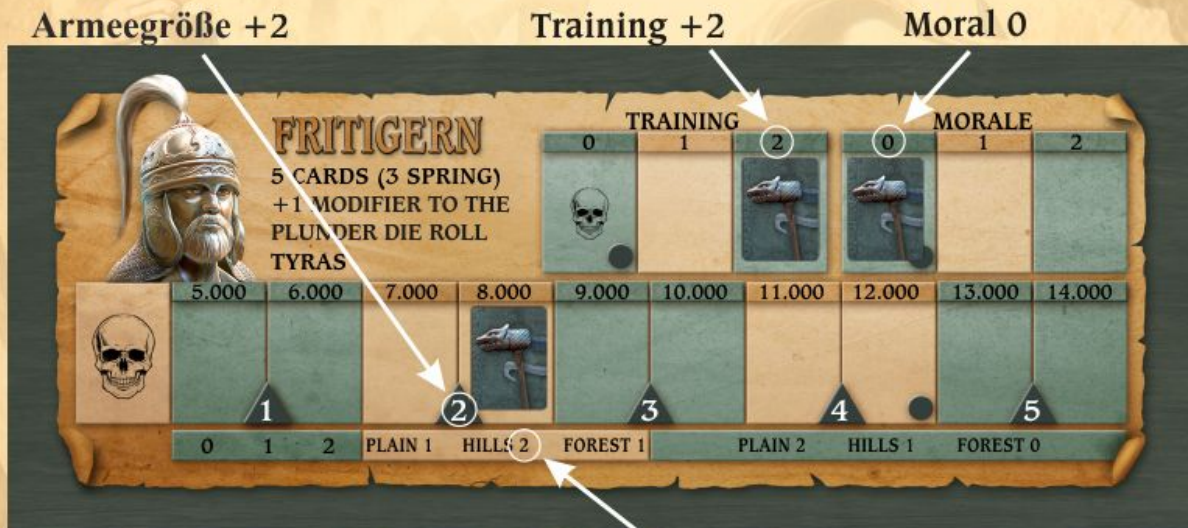 Armeegröße +2 Training +2 Moral 0
FRITIGERN
5 CARDS (3 SPRING)
+1 MODIFIER TO THE
PLUNDER DIE ROLL
TYRAS
TRAINING MORALE
0 1 2 0 1 2
5.000 6.000 7.000 8.000 9.000 10.000 11.000 12.000 13.000 14.000
1 2 3 4 5
0 1 2 PLAIN 1 HILLS 2 FOREST 1 PLAIN 2 HILLS 1 FOREST 0